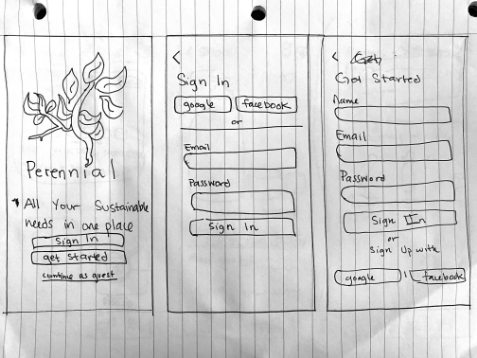 Perennial
All Your Sustainable
needs in one place
Sign In
get started
continue as guest
<
Sign In
google facebook
or
Email
Password
Sign In
<
Get Started
Name
Email
Password
Sign In
or
Sign Up with
google | facebook